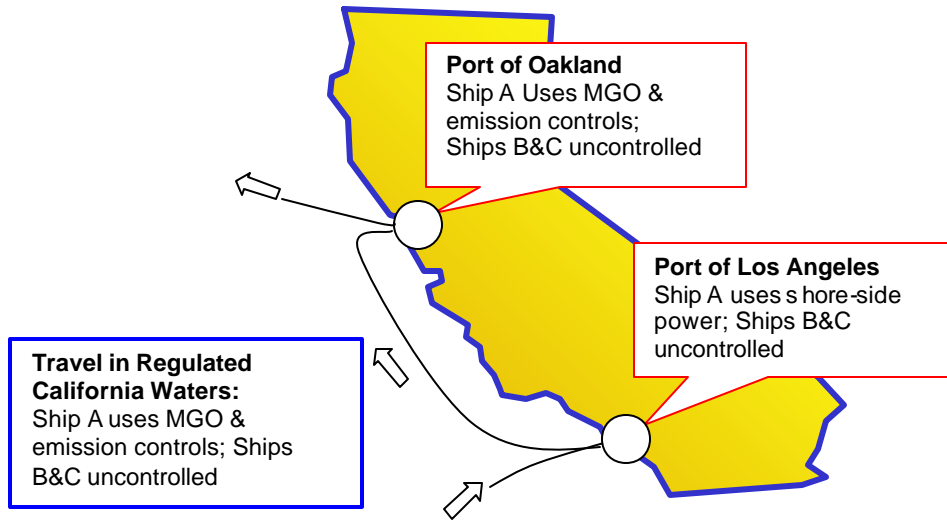 Port of Oakland
Ship A Uses MGO &
emission controls;
Ships B&C uncontrolled
Port of Los Angeles
Ship A uses shore-side
power; Ships B&C
uncontrolled
Travel in Regulated
California Waters:
Ship A uses MGO &
emission controls; Ships
B&C uncontrolled